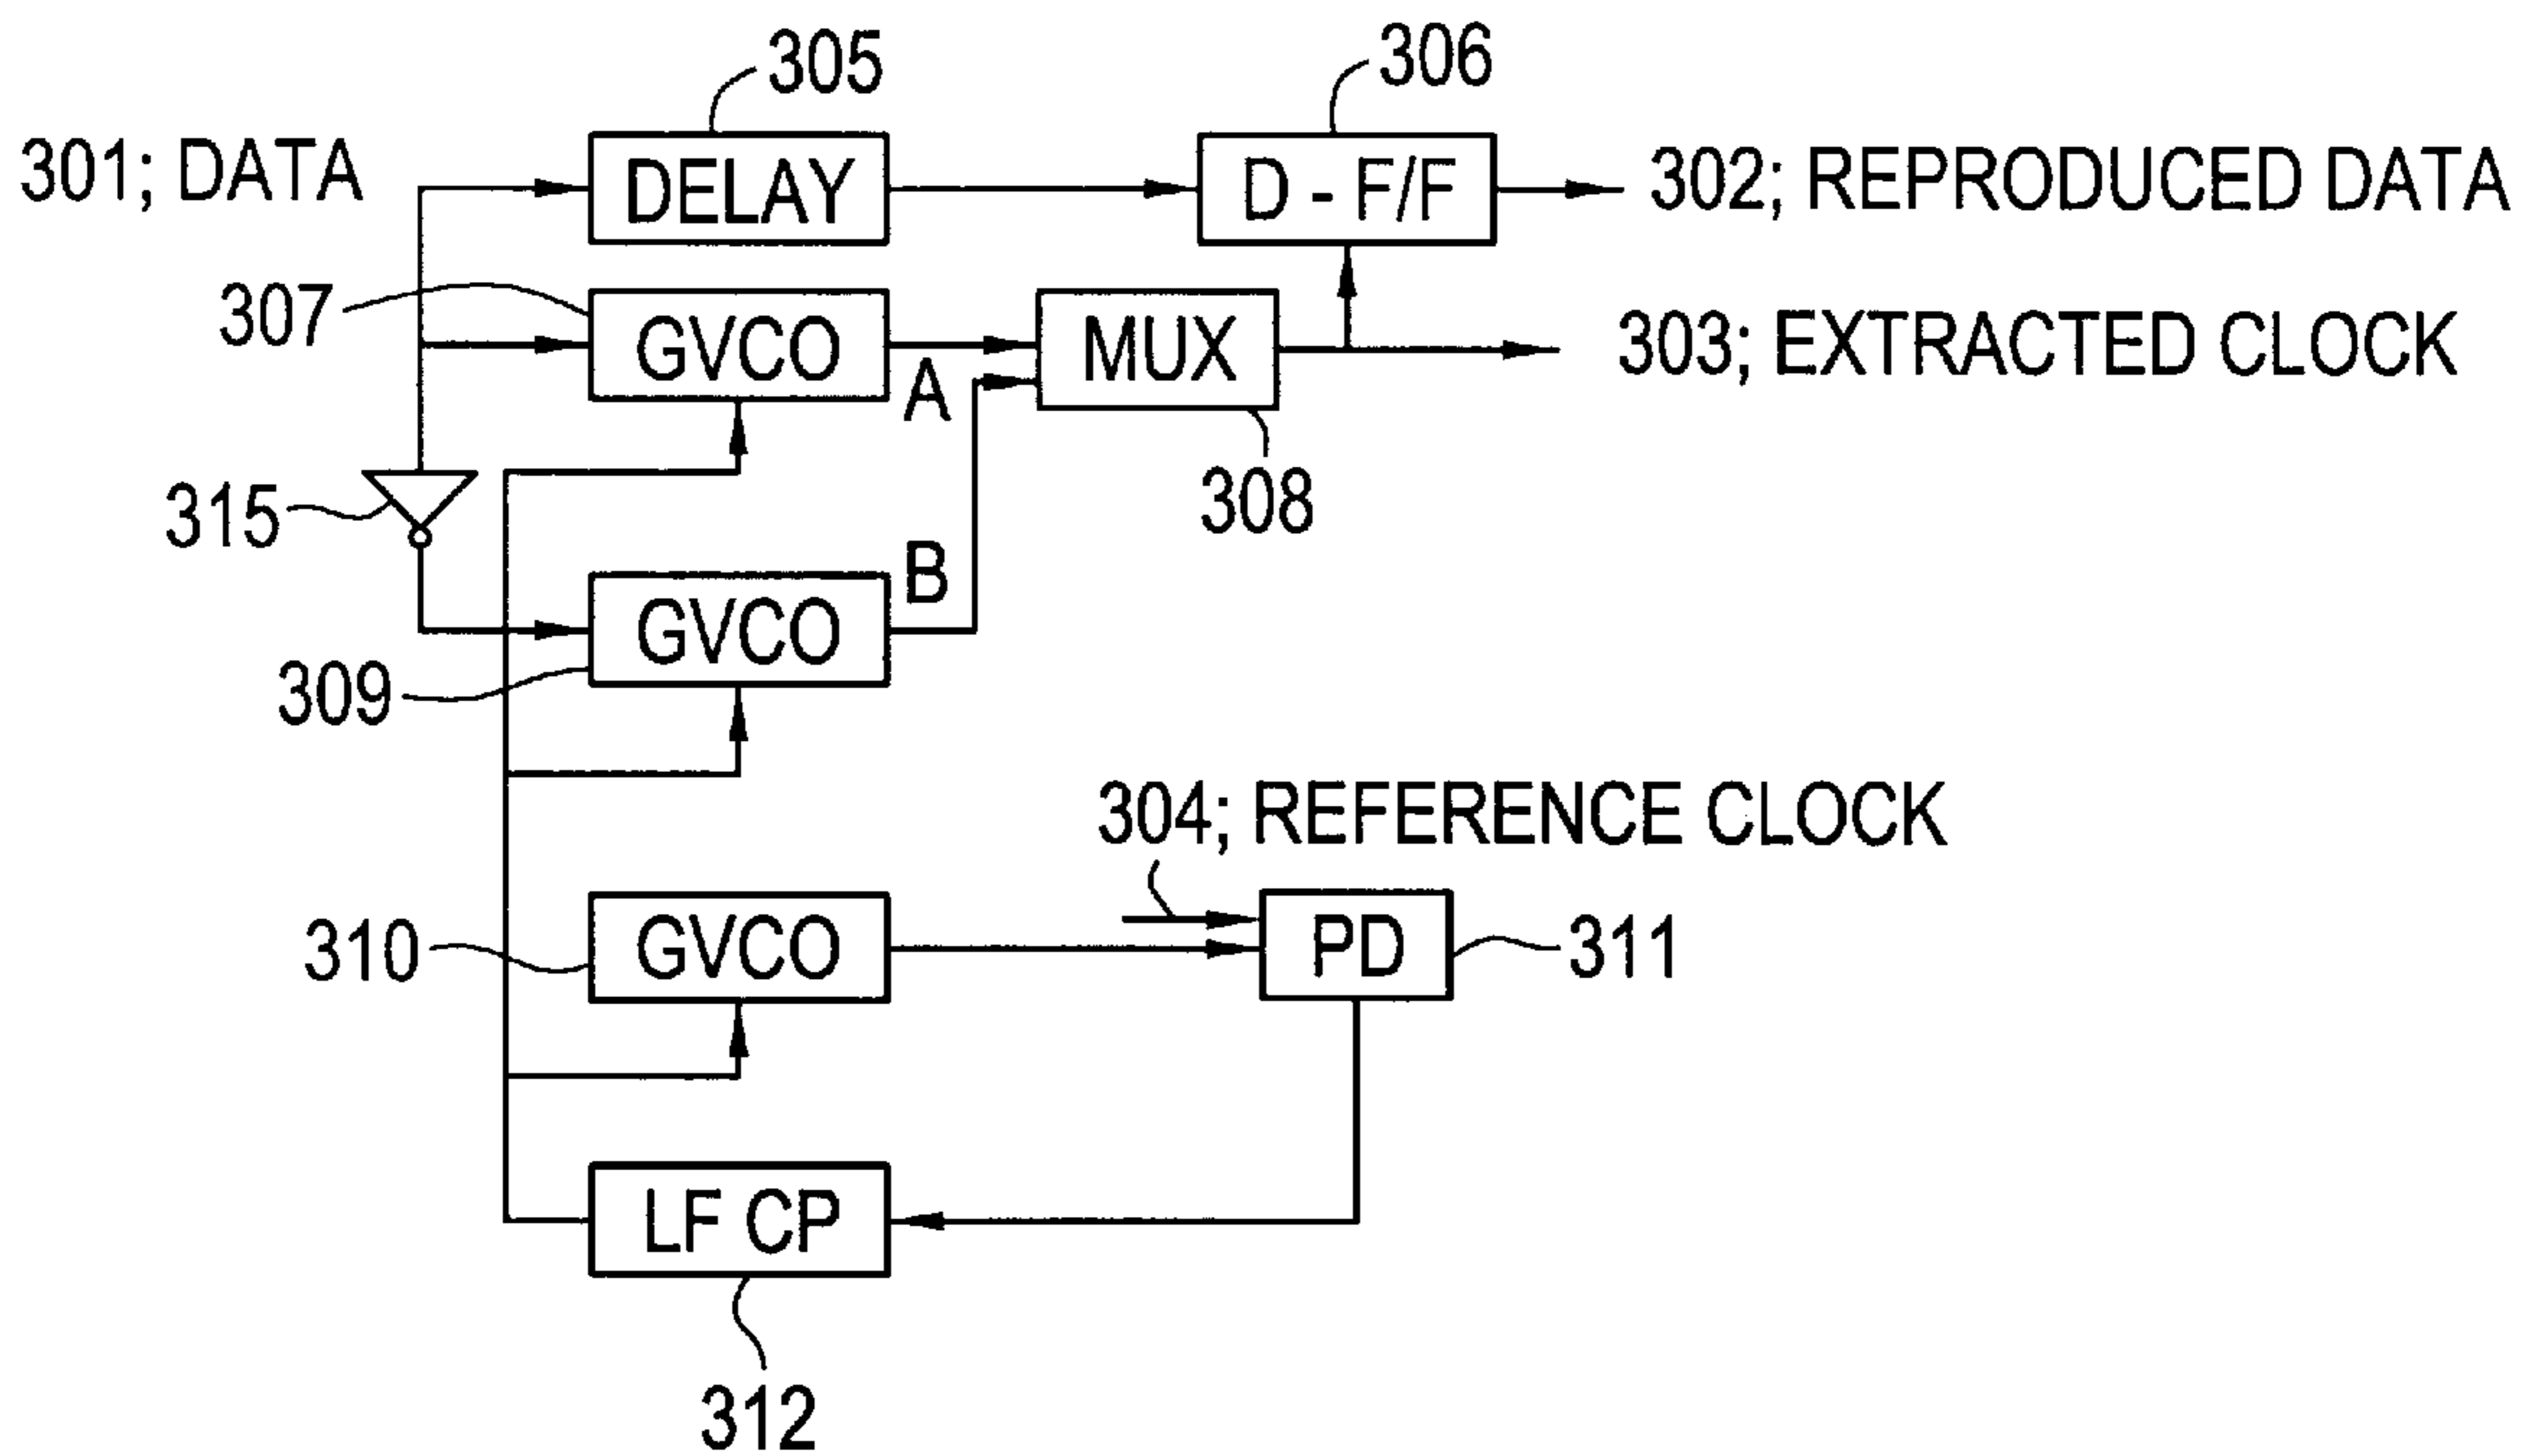 305
306
301; DATA
DELAY
D - F/F
302; REPRODUCED DATA
307
GVCO
A
MUX
303; EXTRACTED CLOCK
315
308
B
GVCO
309
304; REFERENCE CLOCK
310
GVCO
PD
311
LF CP
312